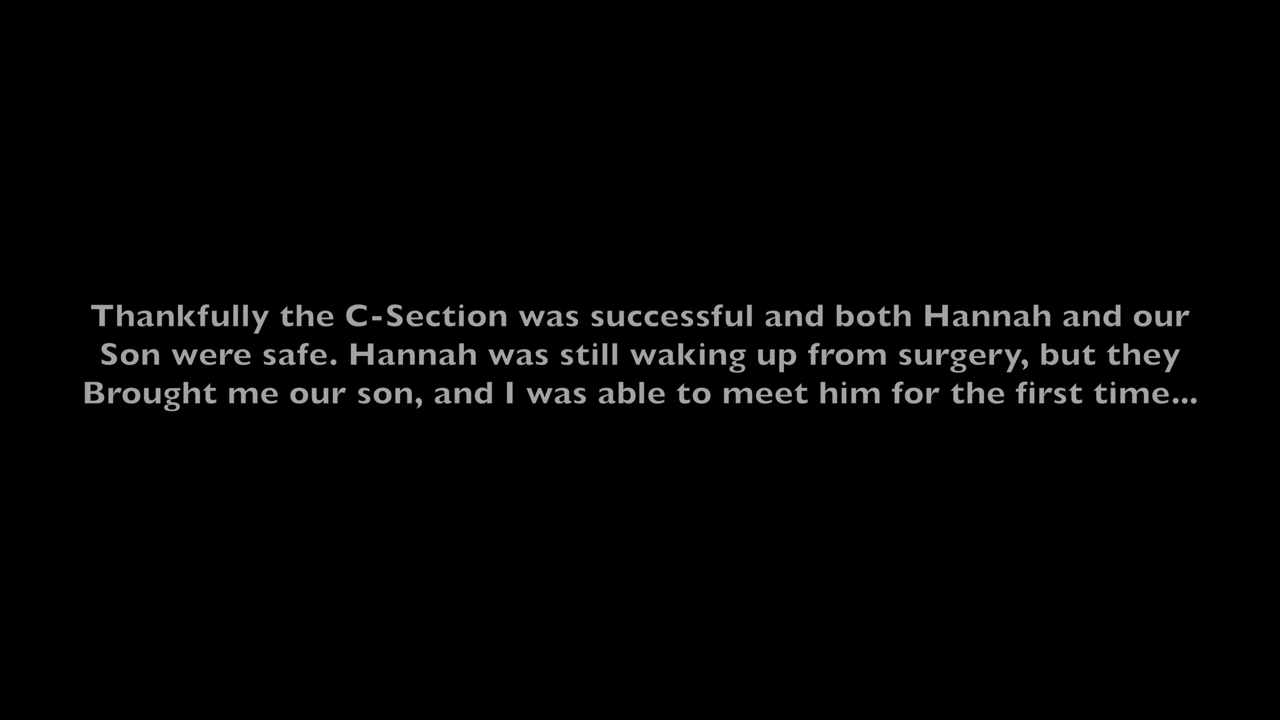 Thankfully the C-Section was successful and both Hannah and our
Son were safe. Hannah was still waking up from surgery, but they
Brought me our son, and I was able to meet him for the first time...